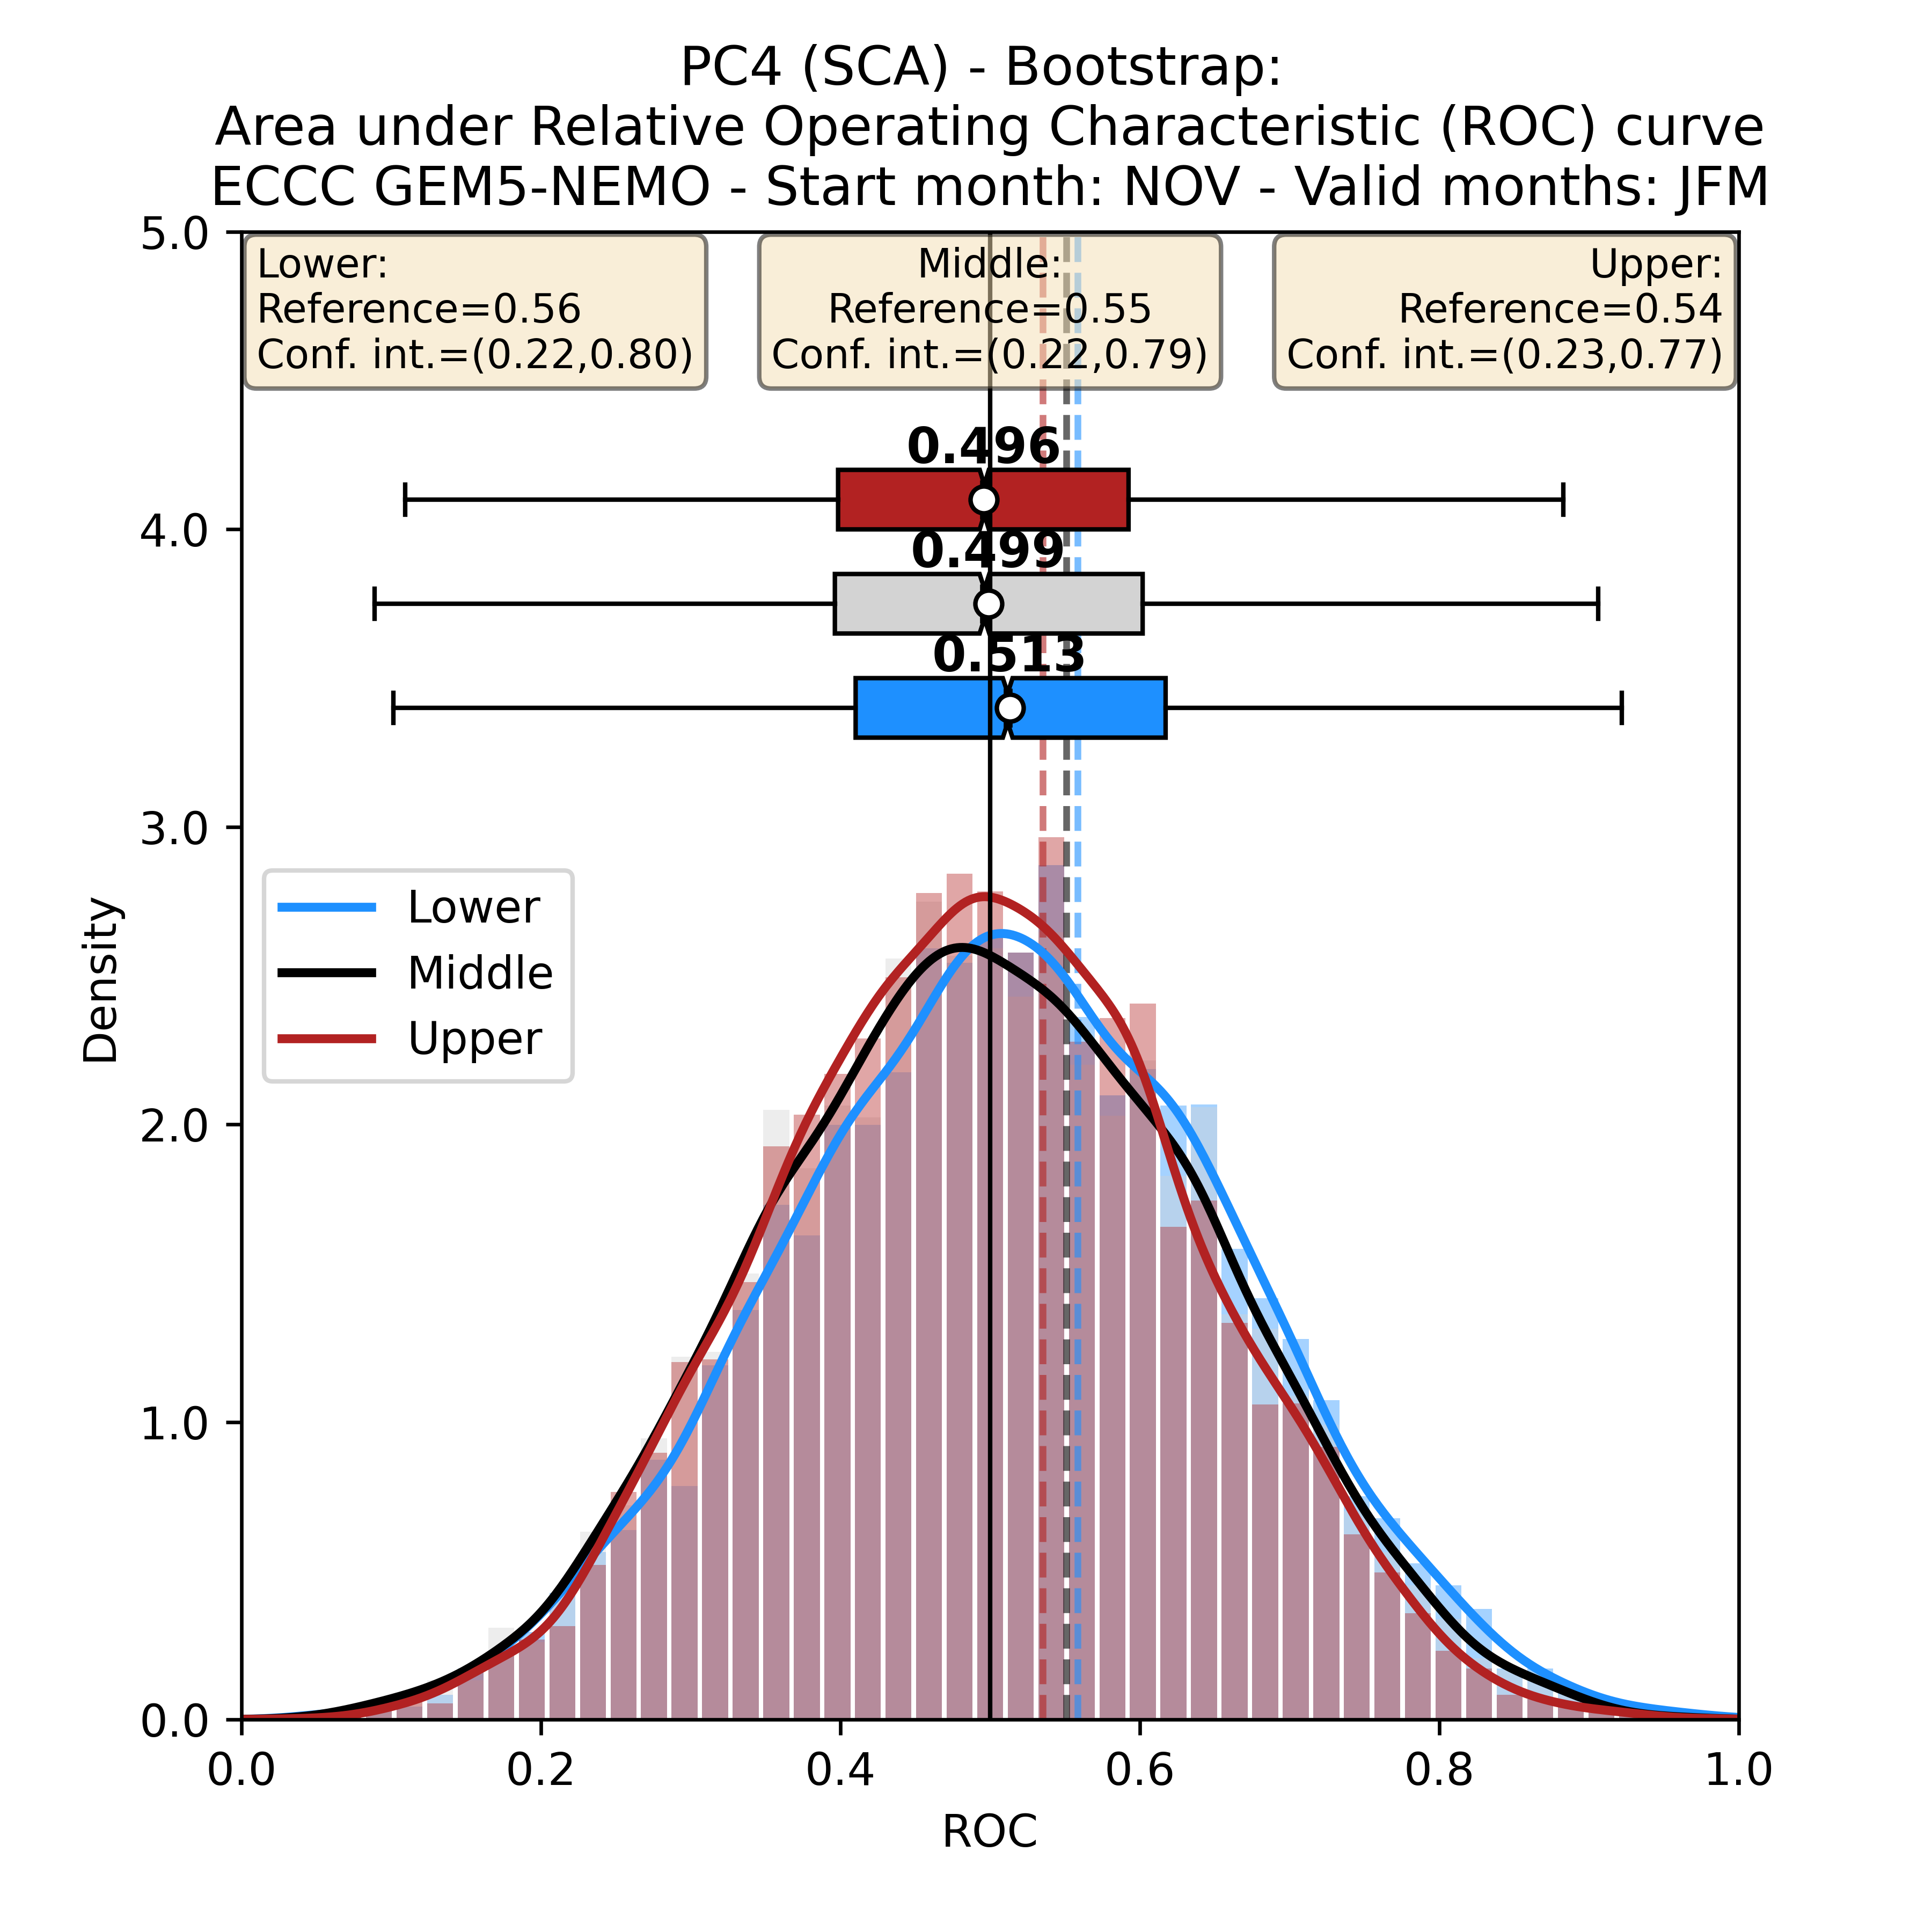 PC4 (SCA) - Bootstrap:
Area under Relative Operating Characteristic (ROC) curve
ECCC GEM5-NEMO - Start month: NOV - Valid months: JFM
5.0
Lower:
Reference=0.56
Conf. int.=(0.22,0.80)
Middle:
Reference=0.55
Conf. int.=(0.22,0.79)
Upper:
Reference=0.54
Conf. int.=(0.23,0.77)
0.496
4.0
0.499
0.513
3.0
Density
Lower
Middle
Upper
2.0
1.0
0.0
0.0
0.2
0.4
0.6
0.8
1.0
ROC